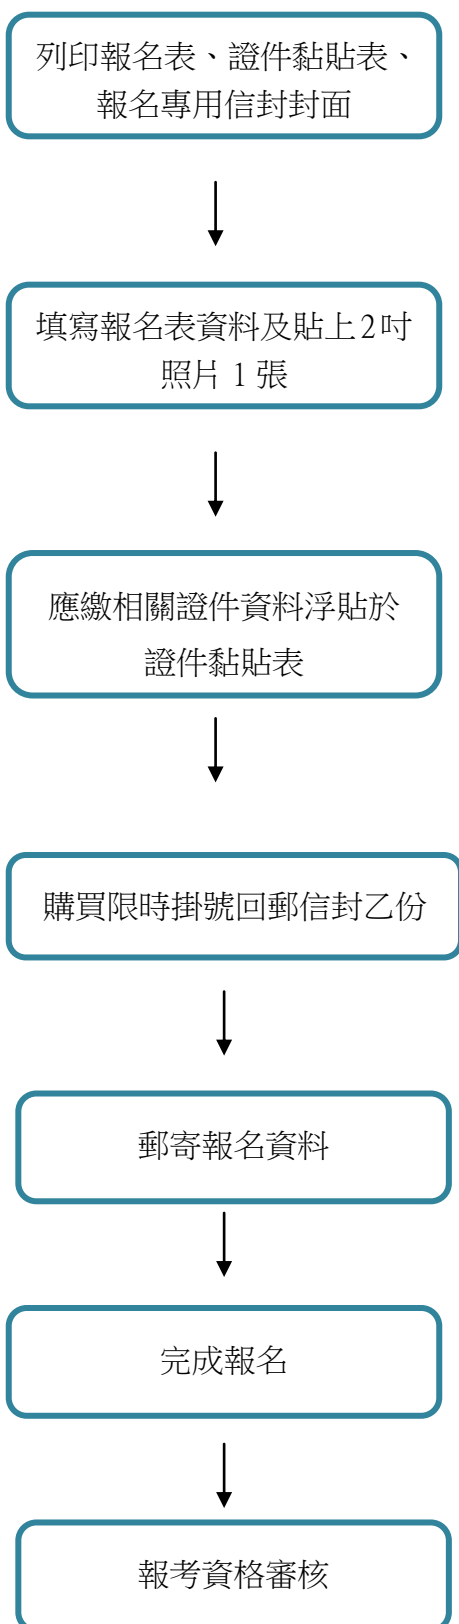 列印報名表、證件黏貼表、
報名專用信封封面
填寫報名表資料及貼上2吋
照片 1 張
應繳相關證件資料浮貼於
證件黏貼表
購買限時掛號回郵信封乙份
郵寄報名資料
完成報名
報考資格審核